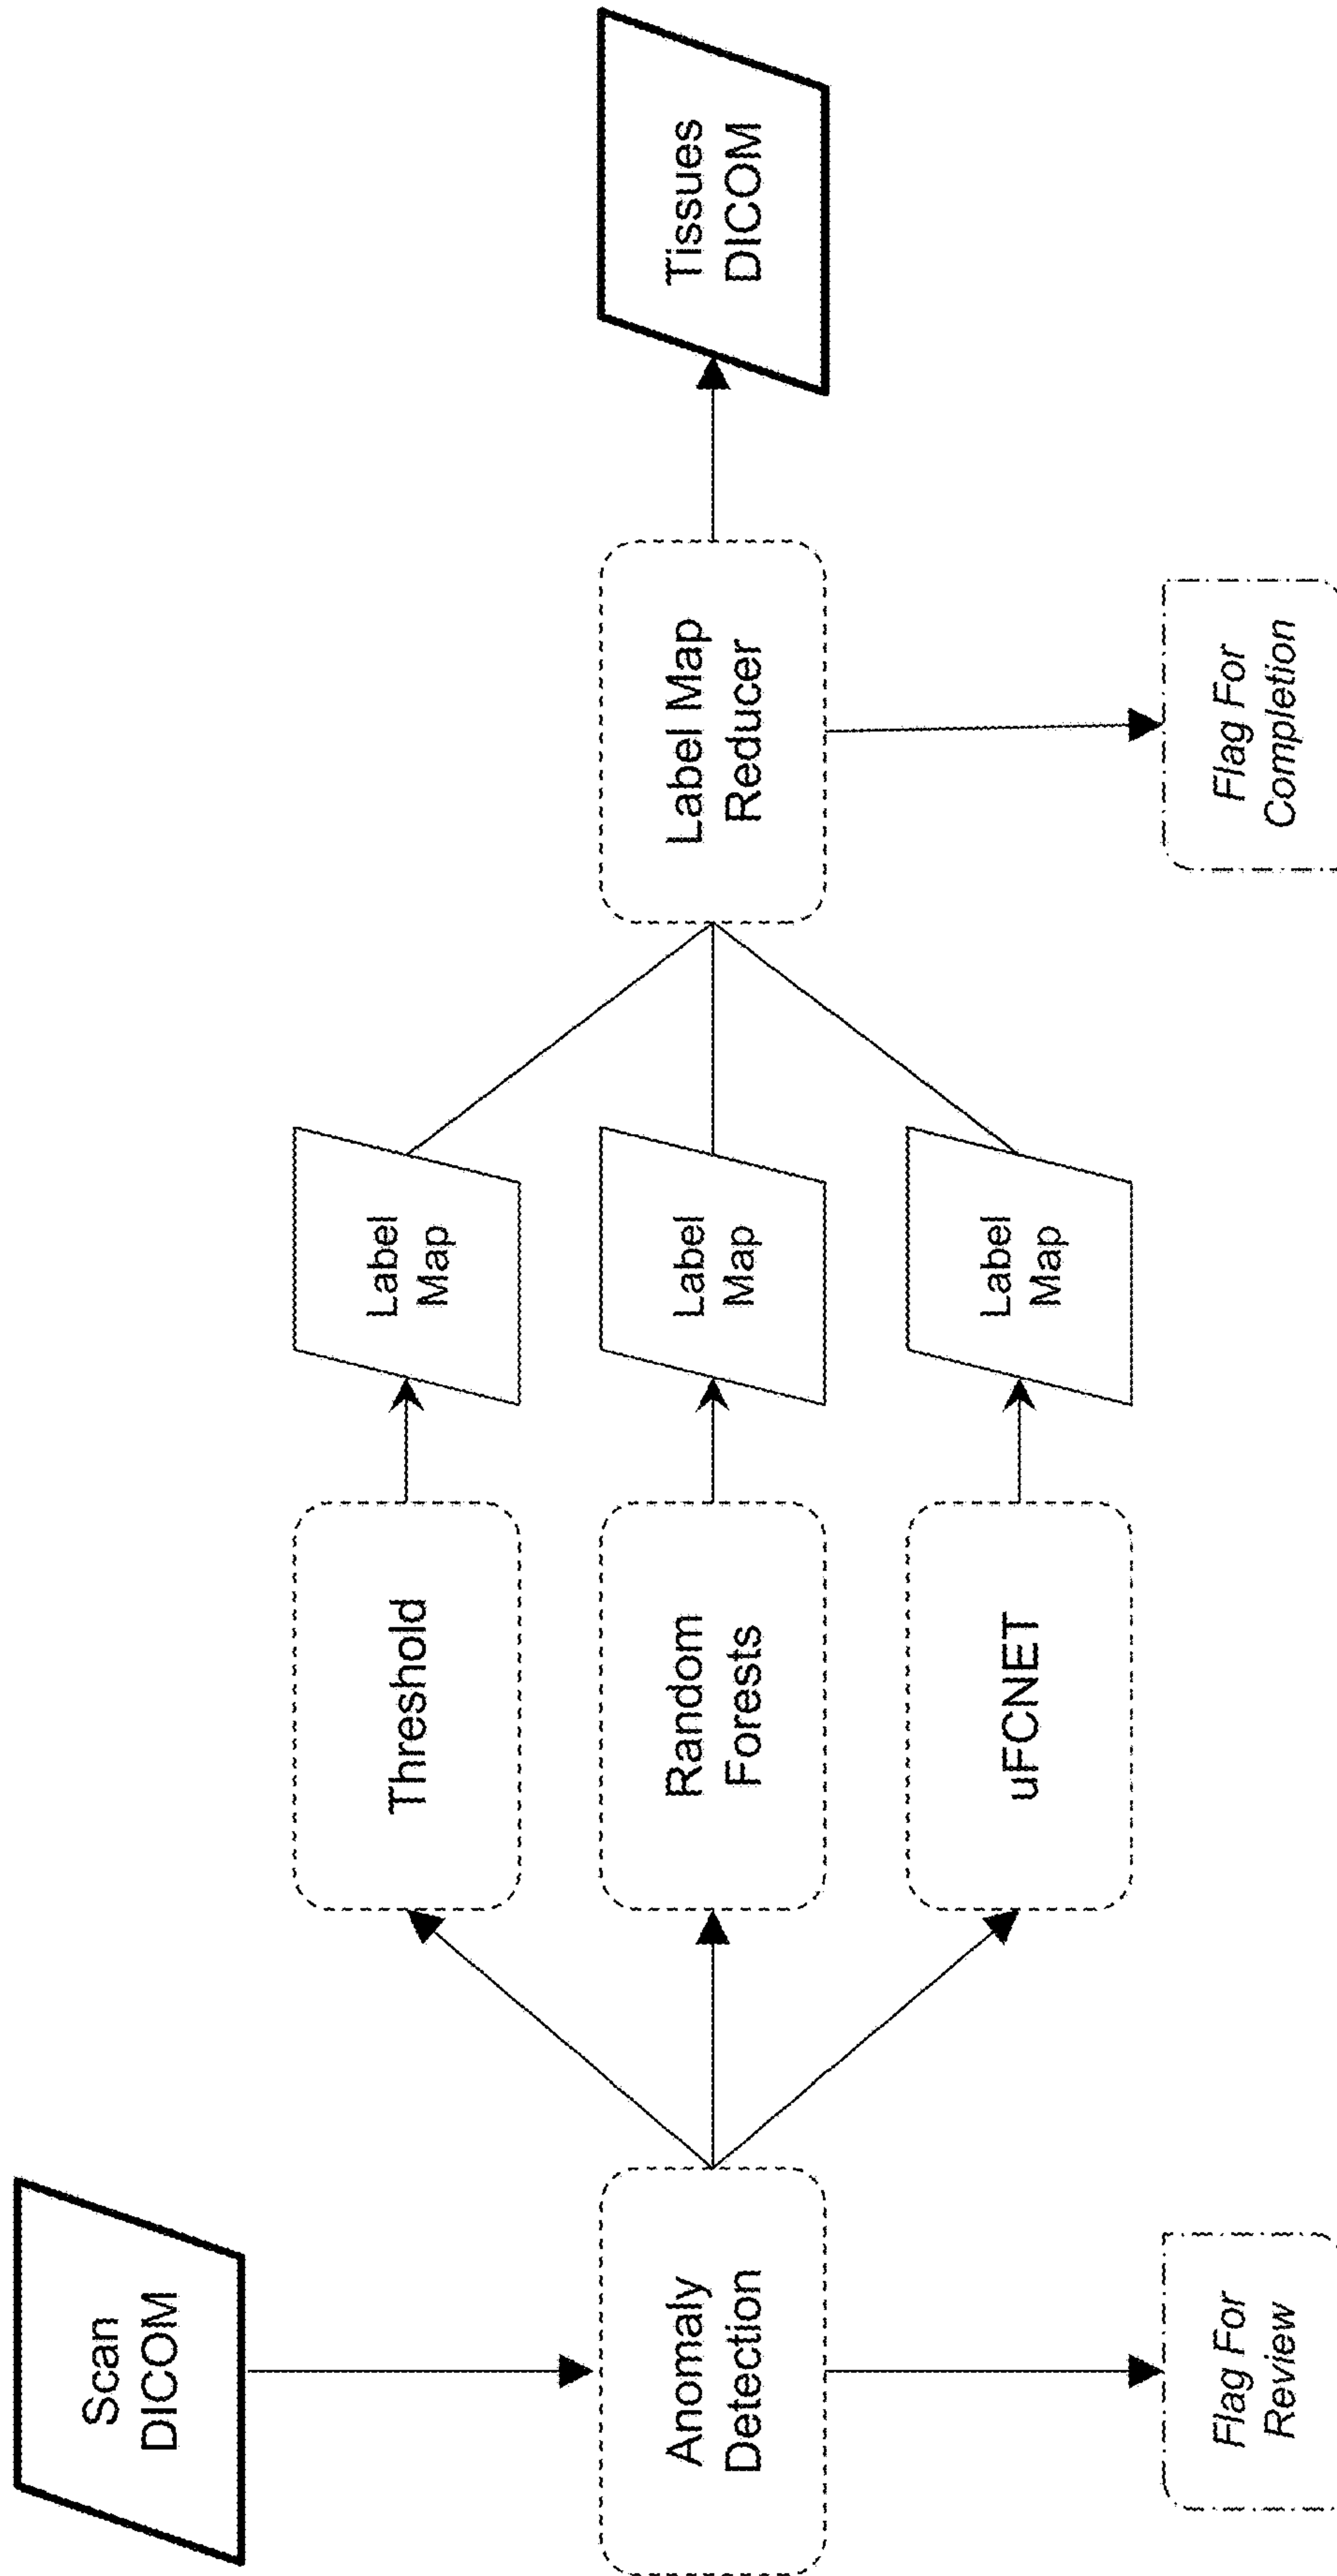 Scan
DICOM
Anomaly
Detection
Flag For
Review
Threshold
Random
Forests
uFCNET
Label
Map
Label
Map
Label
Map
Label Map
Reducer
Flag For
Completion
Tissues
DICOM